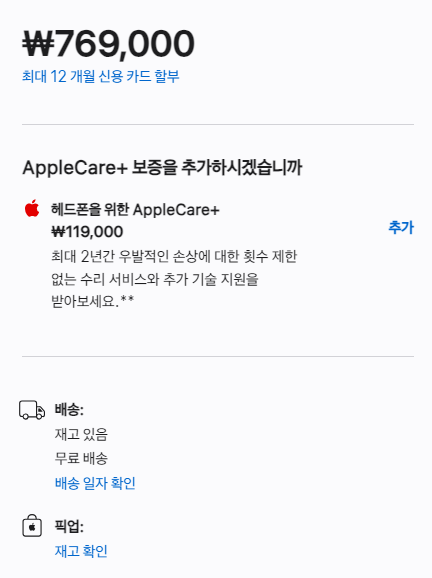 ₩769,000
최대 12 개월 신용 카드 할부
AppleCare+ 보증을 추가하시겠습니까
헤드폰을 위한 AppleCare+
₩119,000
추가
최대 2년간 우발적인 손상에 대한 횟수 제한
없는 수리 서비스와 추가 기술 지원을
받아보세요.**
배송:
재고 있음
무료 배송
배송 일자 확인
픽업:
재고 확인